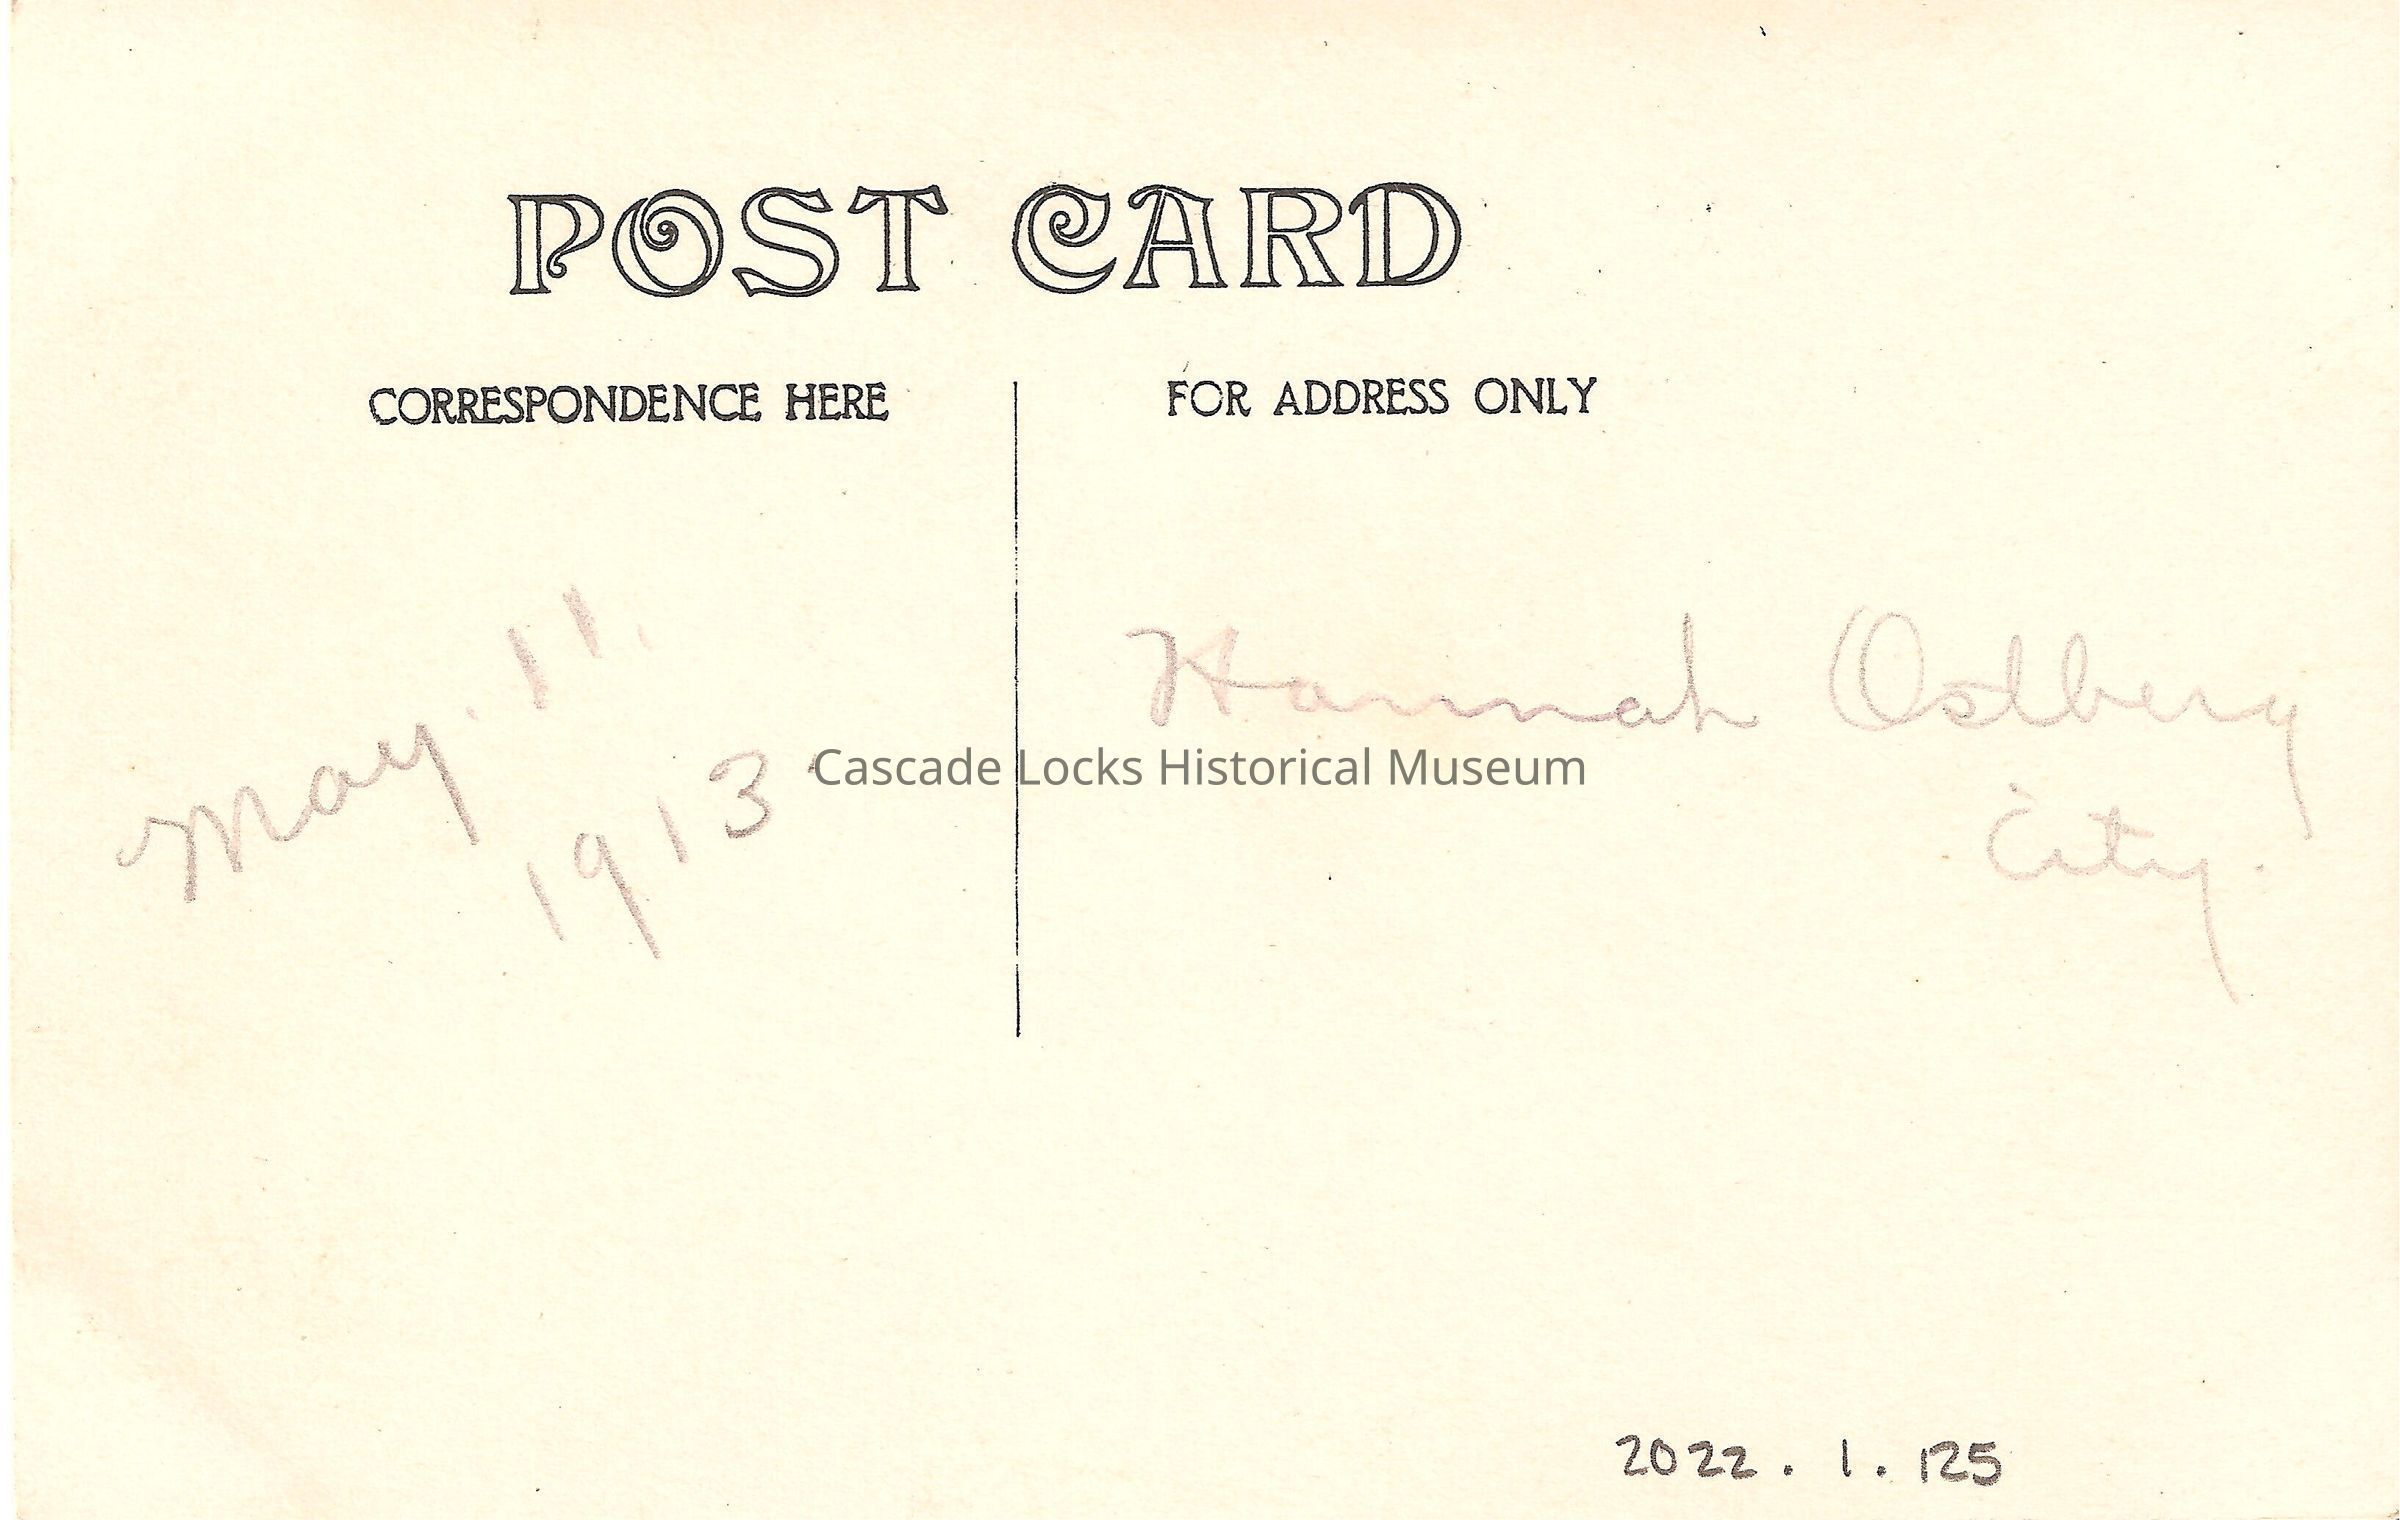 POST CARD
CORRESPONDENCE HERE
FOR ADDRESS ONLY
May. 11,
1913
Hannah Ostberg
City.
Cascade Locks Historical Museum
2022.1.125